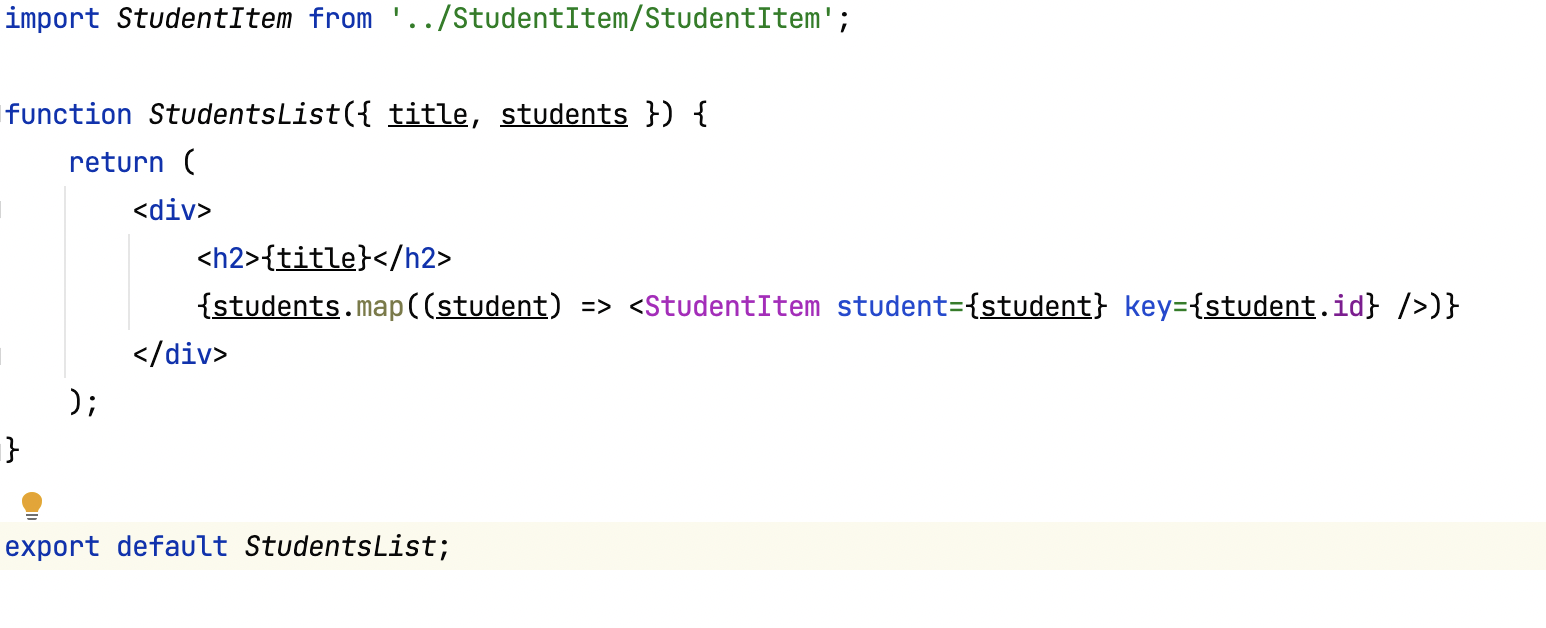 import StudentItem from '../StudentItem/StudentItem';
function StudentsList({ title, students }) {
return (
<div>
<h2>{title}</h2>
{students.map((student) => <StudentItem student={student} key={student.id} />)}
</div>
);
}
export default StudentsList;